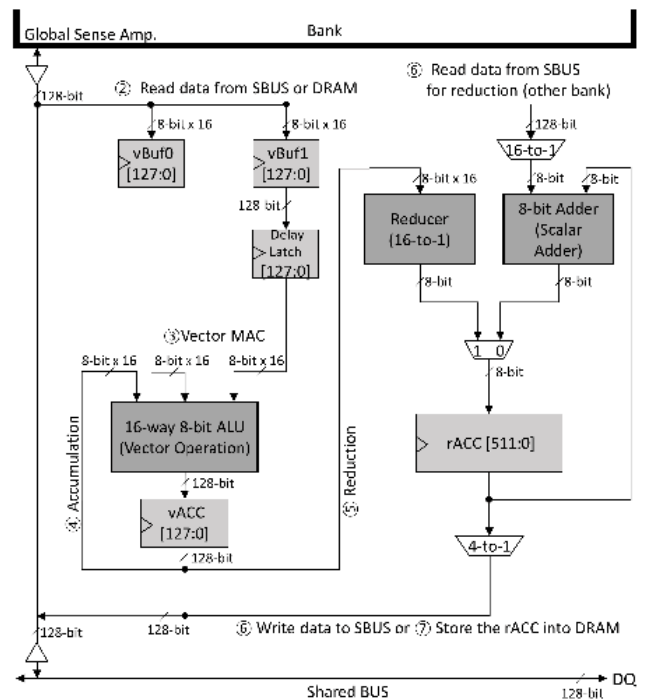 Global Sense Amp.
Bank
128-bit
② Read data from SBUS or DRAM
⑥ Read data from SBUS
for reduction (other bank)
8-bit x 16
8-bit x 16
128-bit
vBuf0
[127:0]
vBuf1
[127:0]
16-to-1
8-bit
8-bit
128 bit
8-bit x 16
Delay
Latch
[127:0]
Reducer
(16-to-1)
8-bit Adder
(Scalar
Adder)
8-bit
8-bit
③Vector MAC
8-bit x 16
8-bit x 16
8-bit x 16
1 0
8-bit
16-way 8-bit ALU
(Vector Operation)
rACC [511:0]
④ Accumulation
⑤ Reduction
128-bit
vACC
[127:0]
128-bit
4-to-1
128-bit
⑥ Write data to SBUS or ⑦ Store the rACC into DRAM
128-bit
DQ
Shared BUS
128-bit